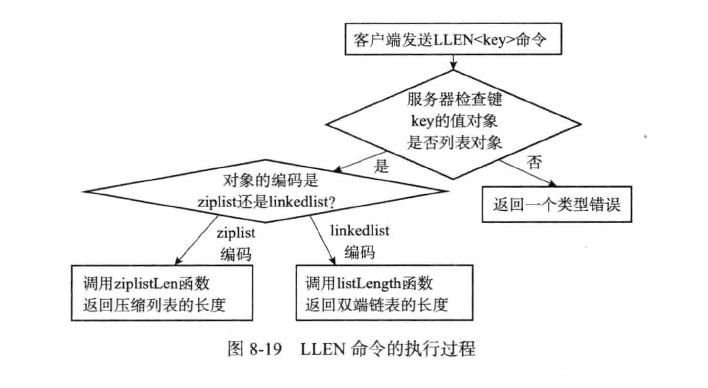 客户端发送LLEN<key>命令
服务器检查键
key的值对象
是否列表对象
是
否
对象的编码是
ziplist还是linkedlist?
返回一个类型错误
ziplist
编码
linkedlist
编码
调用ziplistLen函数
返回压缩列表的长度
调用listLength函数
返回双端链表的长度
图 8-19 LLEN 命令的执行过程